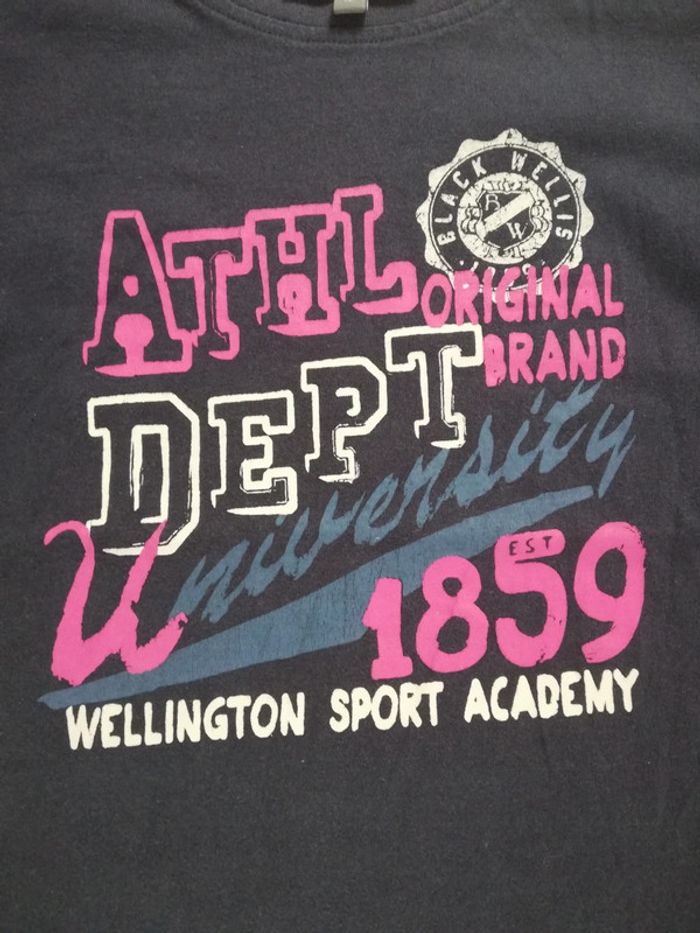 BLACK WELLIS
B W
ATHL
ORIGINAL
BRAND
DEPT
University
EST
1859
WELLINGTON SPORT ACADEMY